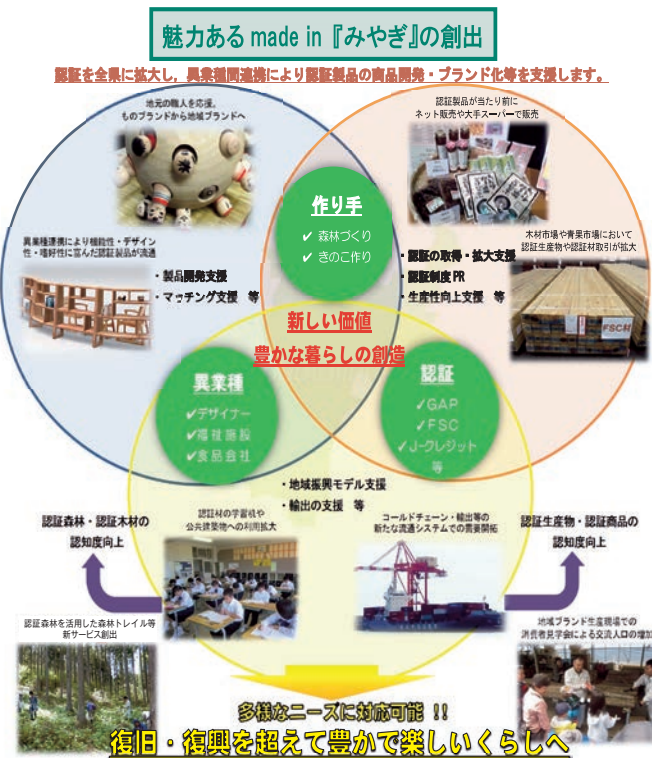 魅力ある made in『みやぎ』の創出
認証を全県に拡大し，異業種間連携により認証製品の商品開発・ブランド化等を支援します。
地元の職人を応援。
ものブランドから地域ブランドへ
認証製品が当たり前に
ネット販売や大手スーパーで販売
作り手
✔ 森林づくり
✔ きのこ作り
異業種連携により機能性・デザイン
性・嗜好性に富んだ認証製品が流通
木材市場や青果市場において
認証生産物や認証材取引が拡大
・製品開発支援
・マッチング支援　等
・認証の取得・拡大支援
・認証制度 PR
・生産性向上支援　等
FSC材
新しい価値
豊かな暮らしの創造
異業種
✔デザイナー
✔福祉施設
✔食品会社
認証
✓GAP
✓FSC
✓J-クレジット
等
・地域振興モデル支援
・輸出の支援　等
認証森林・認証木材の
認知度向上
認証材の学習机や
公共建築物への利用拡大
コールドチェーン・輸出等の
新たな流通システムでの需要開拓
認証生産物・認証商品の
認知度向上
認証森林を活用した森林トレイル等
新サービス創出
地域ブランド生産現場での
消費者見学会による交流人口の増加
多様なニーズに対応可能 !!
復旧・復興を超えて豊かで楽しいくらしへ